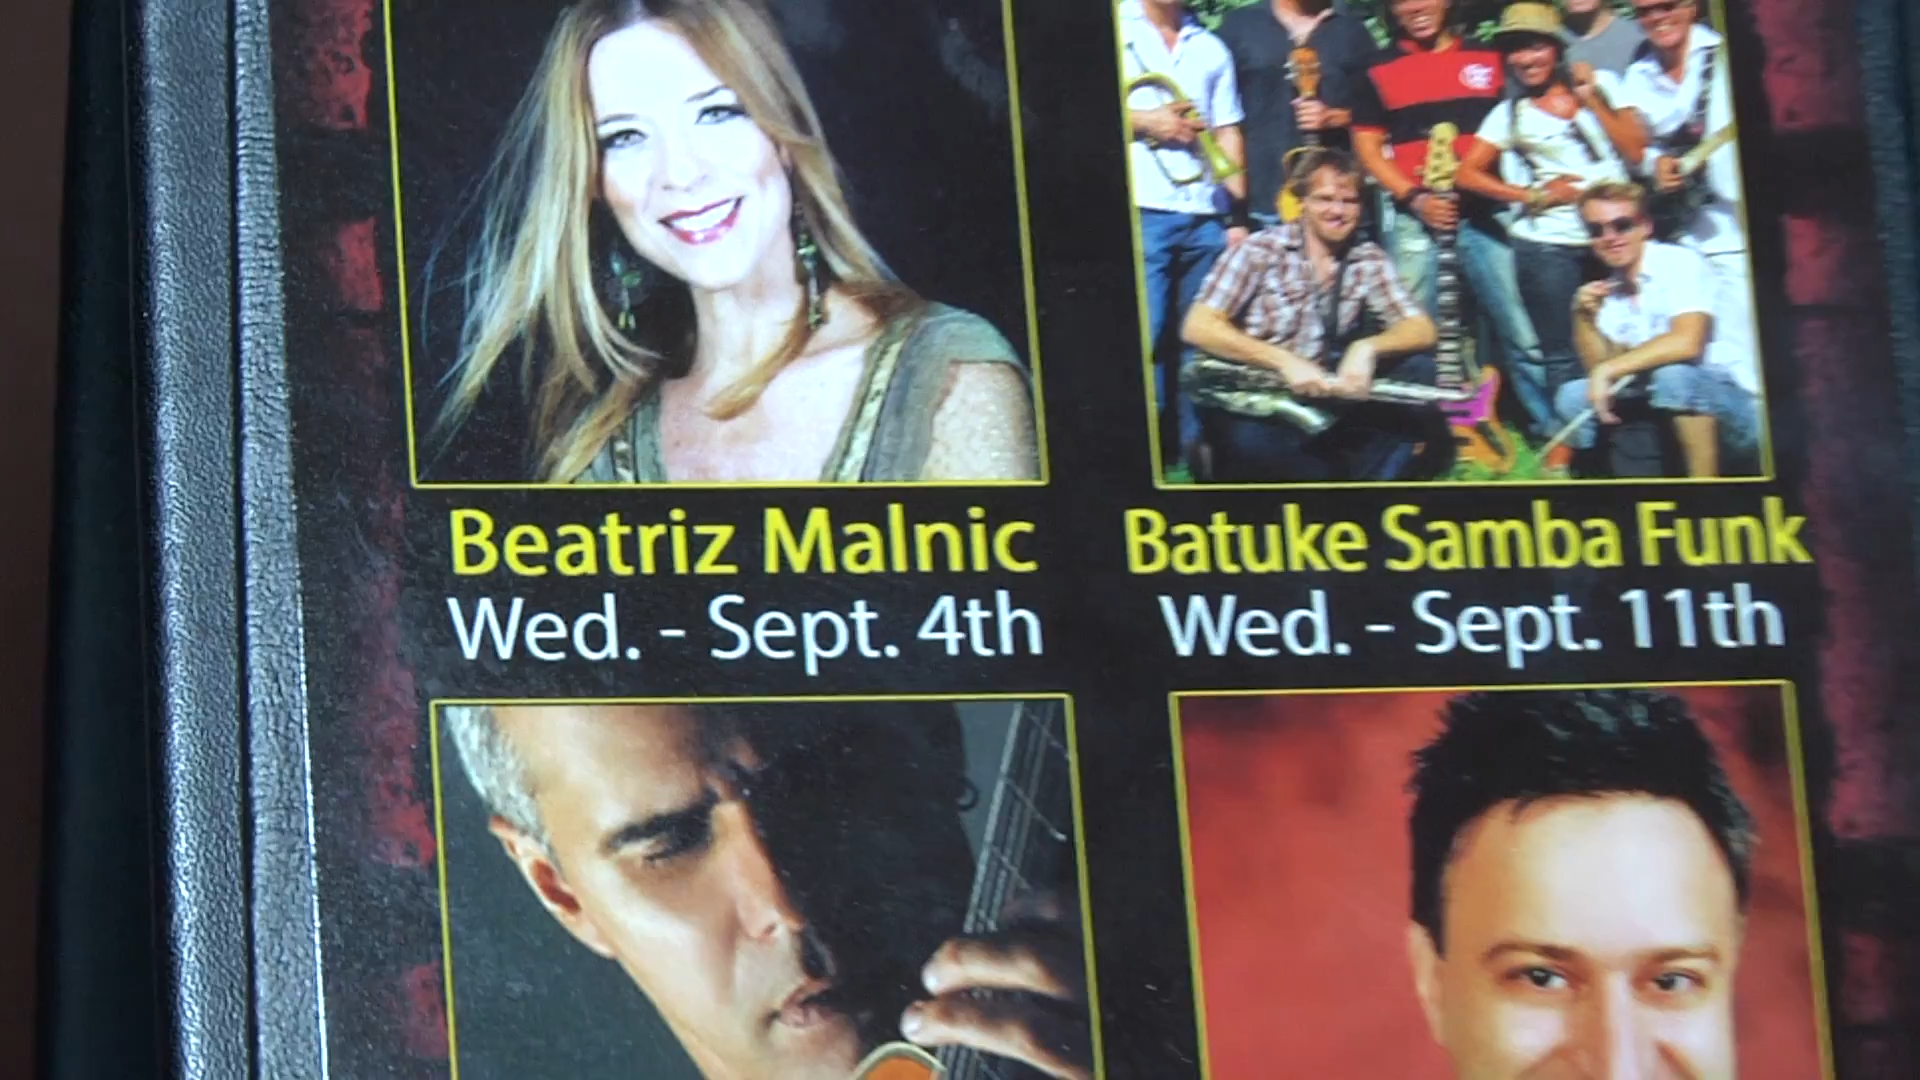 Beatriz Malnic
Wed. - Sept. 4th
Batuke Samba Funk
Wed. - Sept. 11th